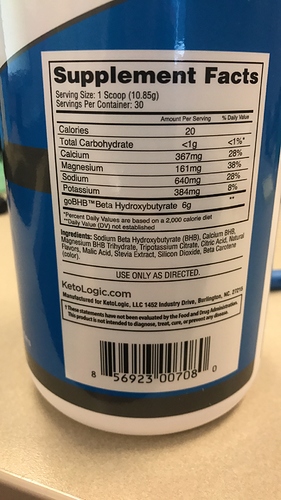 Supplement Facts
Serving Size: 1 Scoop (10.85g)
Servings Per Container: 30
Amount Per Serving % Daily Value
Calories 20
Total Carbohydrate <1g <1%*
Calcium 367mg 28%
Magnesium 161mg 38%
Sodium 640mg 28%
Potassium 384mg 8%
goBHB™ Beta Hydroxybutyrate 6g **
*Percent Daily Values are based on a 2,000 calorie diet
**Daily Value (DV) not established
Ingredients: Sodium Beta Hydroxybutyrate (BHB), Calcium BHB,
Magnesium BHB Trihydrate, Tripotassium Citrate, Citric Acid, Natural
Flavors, Malic Acid, Stevia Extract, Silicon Dioxide, Beta Carotene
(color).
USE ONLY AS DIRECTED.
KetoLogic.com
Manufactured for KetoLogic, LLC 1452 Industry Drive, Burlington, NC. 27215
† These statements have not been evaluated by the Food and Drug Administration.
This product is not intended to diagnose, treat, cure, or prevent any disease.
8 56923 00708 0